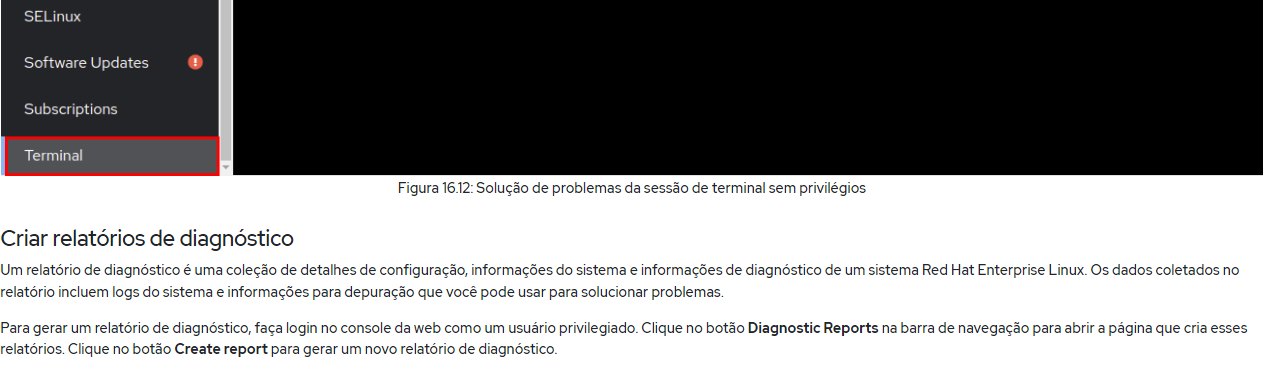 SELinux
Software Updates
Subscriptions
Terminal
Figura 16.12: Solução de problemas da sessão de terminal sem privilégios
Criar relatórios de diagnóstico
Um relatório de diagnóstico é uma coleção de detalhes de configuração, informações do sistema e informações de diagnóstico de um sistema Red Hat Enterprise Linux. Os dados coletados no
relatório incluem logs do sistema e informações para depuração que você pode usar para solucionar problemas.
Para gerar um relatório de diagnóstico, faça login no console da web como um usuário privilegiado. Clique no botão Diagnostic Reports na barra de navegação para abrir a página que cria esses
relatórios. Clique no botão Create report para gerar um novo relatório de diagnóstico.